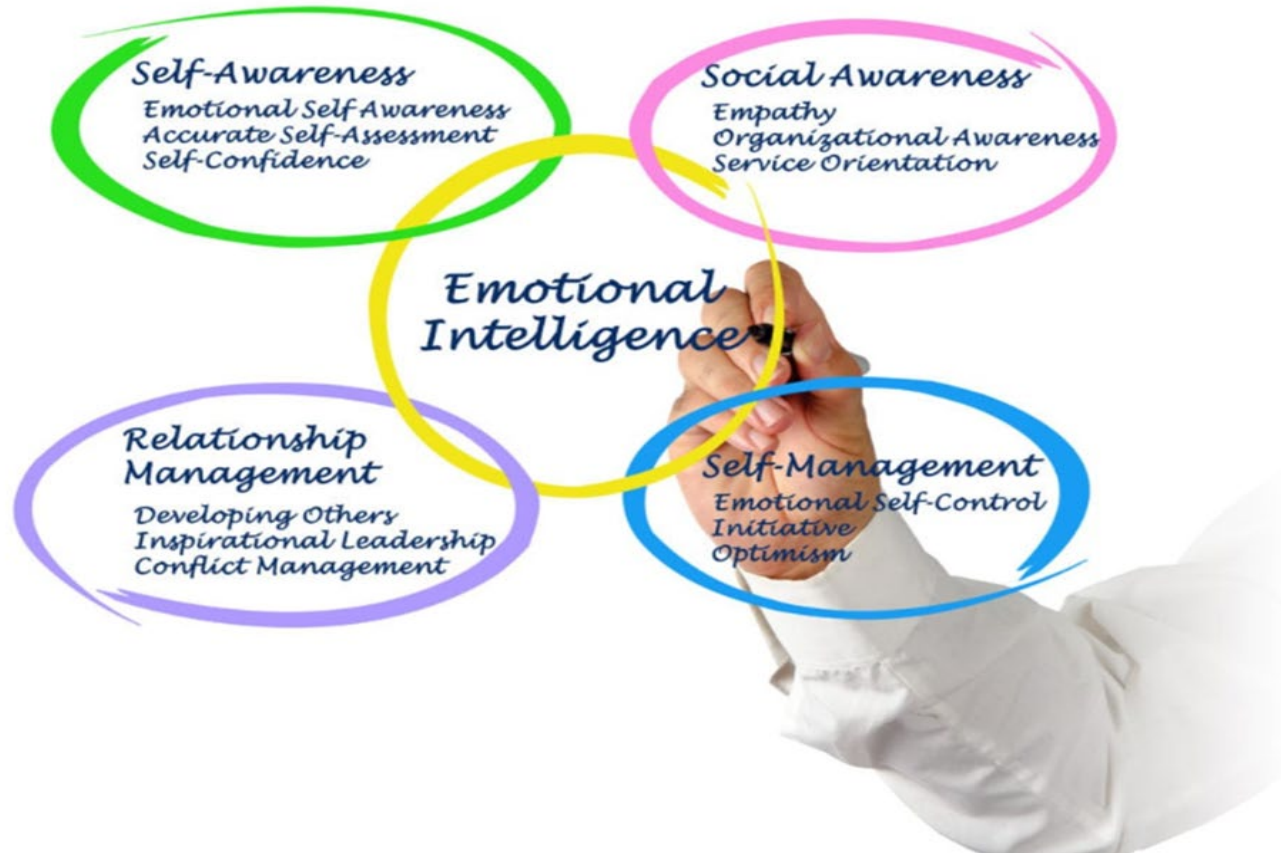 Self-Awareness
Emotional Self Awareness
Accurate Self-Assessment
Self-Confidence
Social Awareness
Empathy
Organizational Awareness
Service Orientation
Emotional
Intelligence
Relationship
Management
Developing Others
Inspirational Leadership
Conflict Management
Self-Management
Emotional Self-Control
Initiative
Optimism